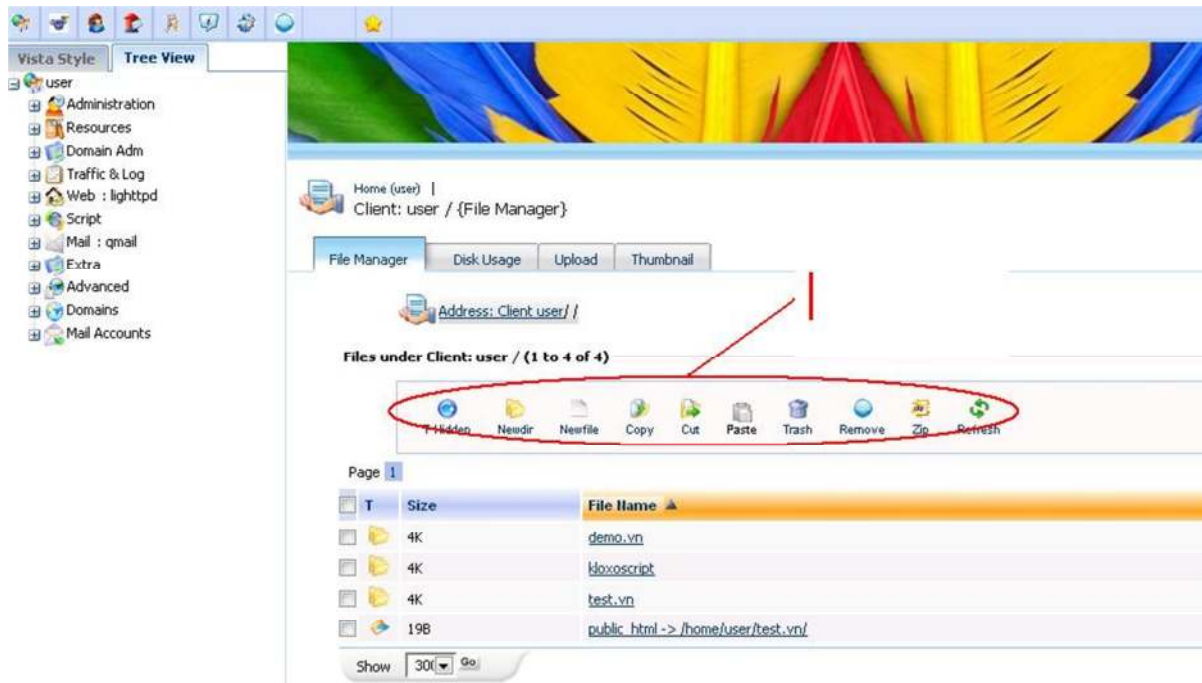 Vista Style Tree View
user
Administration
Resources
Domain Adm
Traffic & Log
Web : lighttpd
Script
Mail : qmail
Extra
Advanced
Domains
Mail Accounts
Home (user) |
Client: user / {File Manager}
File Manager Disk Usage Upload Thumbnail
Address: Client user/ /
Files under Client: user / (1 to 4 of 4)
T Hidden Newdir Newfile Copy Cut Paste Trash Remove Zip Refresh
Page 1
T Size File Name
4K demo.vn
4K kloxoscript
4K test.vn
19B public_html -> /home/user/test.vn/
Show 300 Go